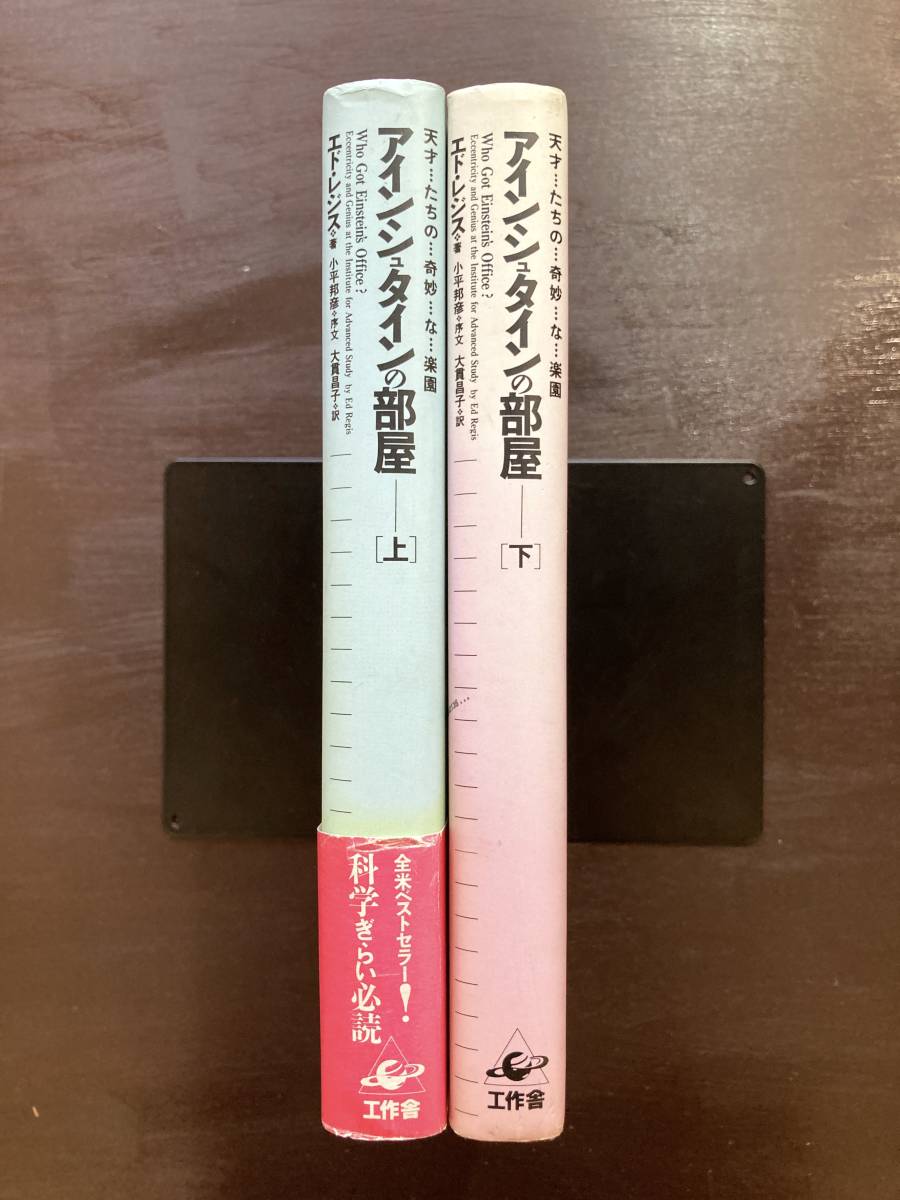 天才…たちの…奇妙…な…楽園
アインシュタインの部屋——[上]
Who Got Einstein's Office?
Eccentricity and Genius at the Institute for Advanced Study by Ed Regis
エド・レジス❖著 小平邦彦❖序文 大貫昌子❖訳
全米ベストセラー!
科学ぎらい必読
工作舎
天才…たちの…奇妙…な…楽園
アインシュタインの部屋——[下]
Who Got Einstein's Office?
Eccentricity and Genius at the Institute for Advanced Study by Ed Regis
エド・レジス❖著 小平邦彦❖序文 大貫昌子❖訳
工作舎